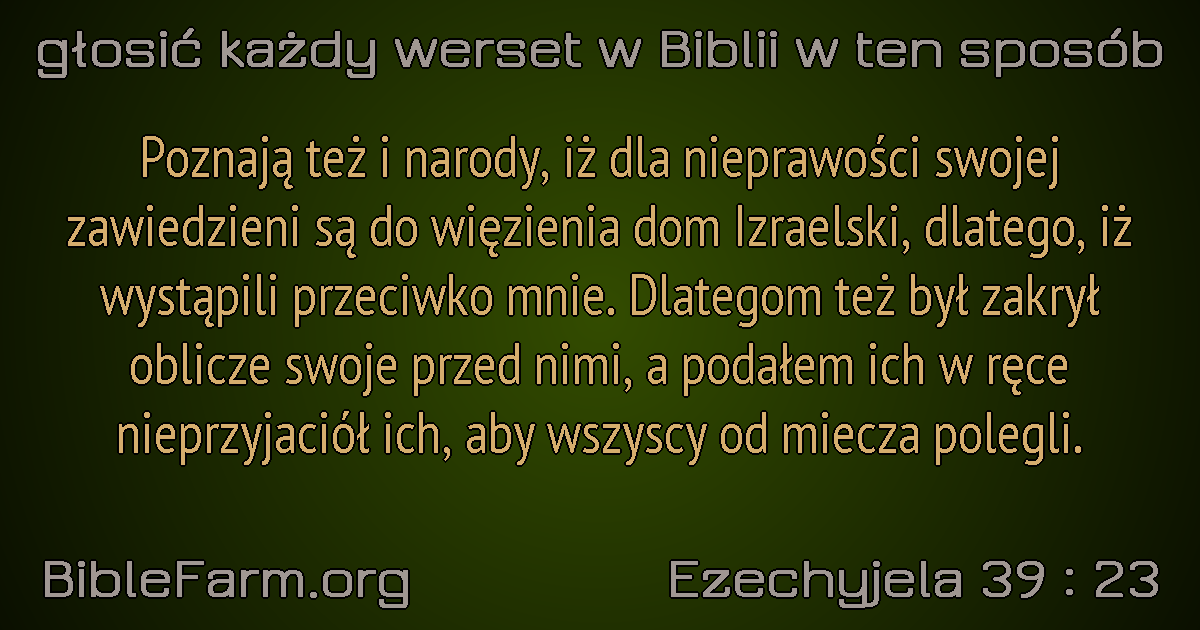 głosić każdy werset w Biblii w ten sposób
Poznają też i narody, iż dla nieprawości swojej
zawiedzieni są do więzienia dom Izraelski, dlatego, iż
wystąpili przeciwko mnie. Dlategom też był zakrył
oblicze swoje przed nimi, a podałem ich w ręce
nieprzyjaciół ich, aby wszyscy od miecza polegli.
BibleFarm.org
Ezechyjela 39 : 23